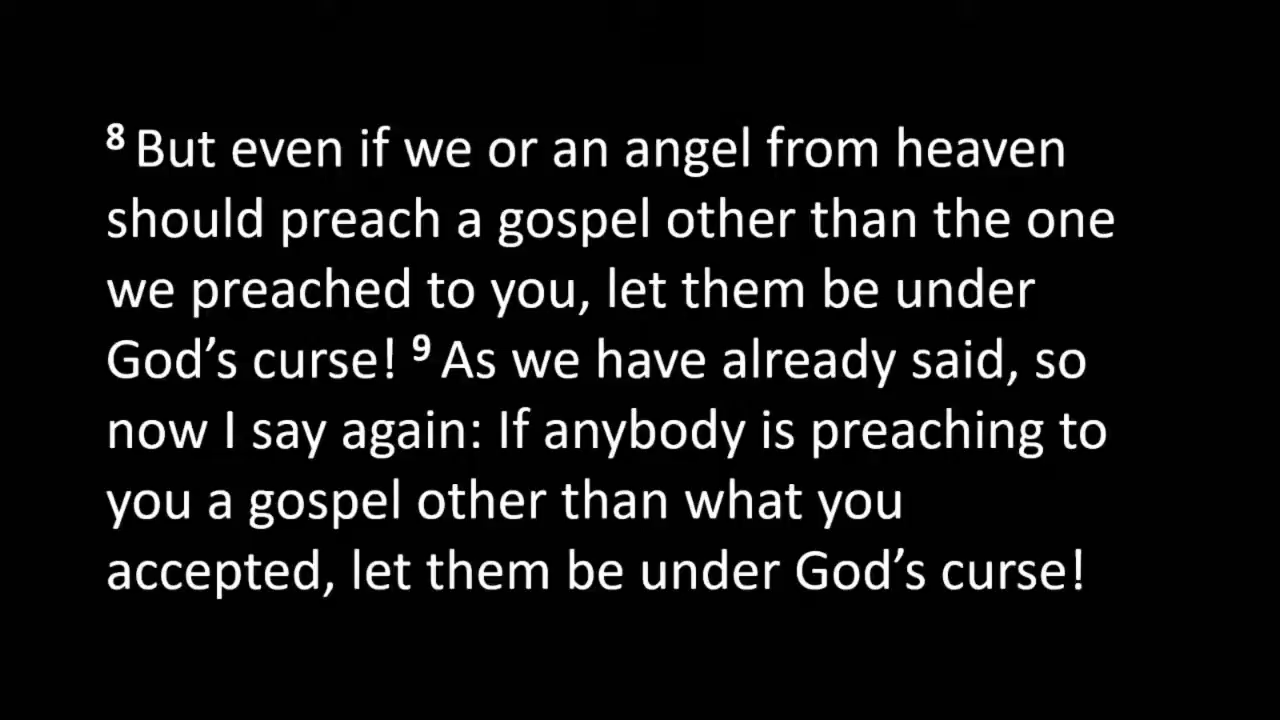 ⁸ But even if we or an angel from heaven
should preach a gospel other than the one
we preached to you, let them be under
God’s curse! ⁹ As we have already said, so
now I say again: If anybody is preaching to
you a gospel other than what you
accepted, let them be under God’s curse!